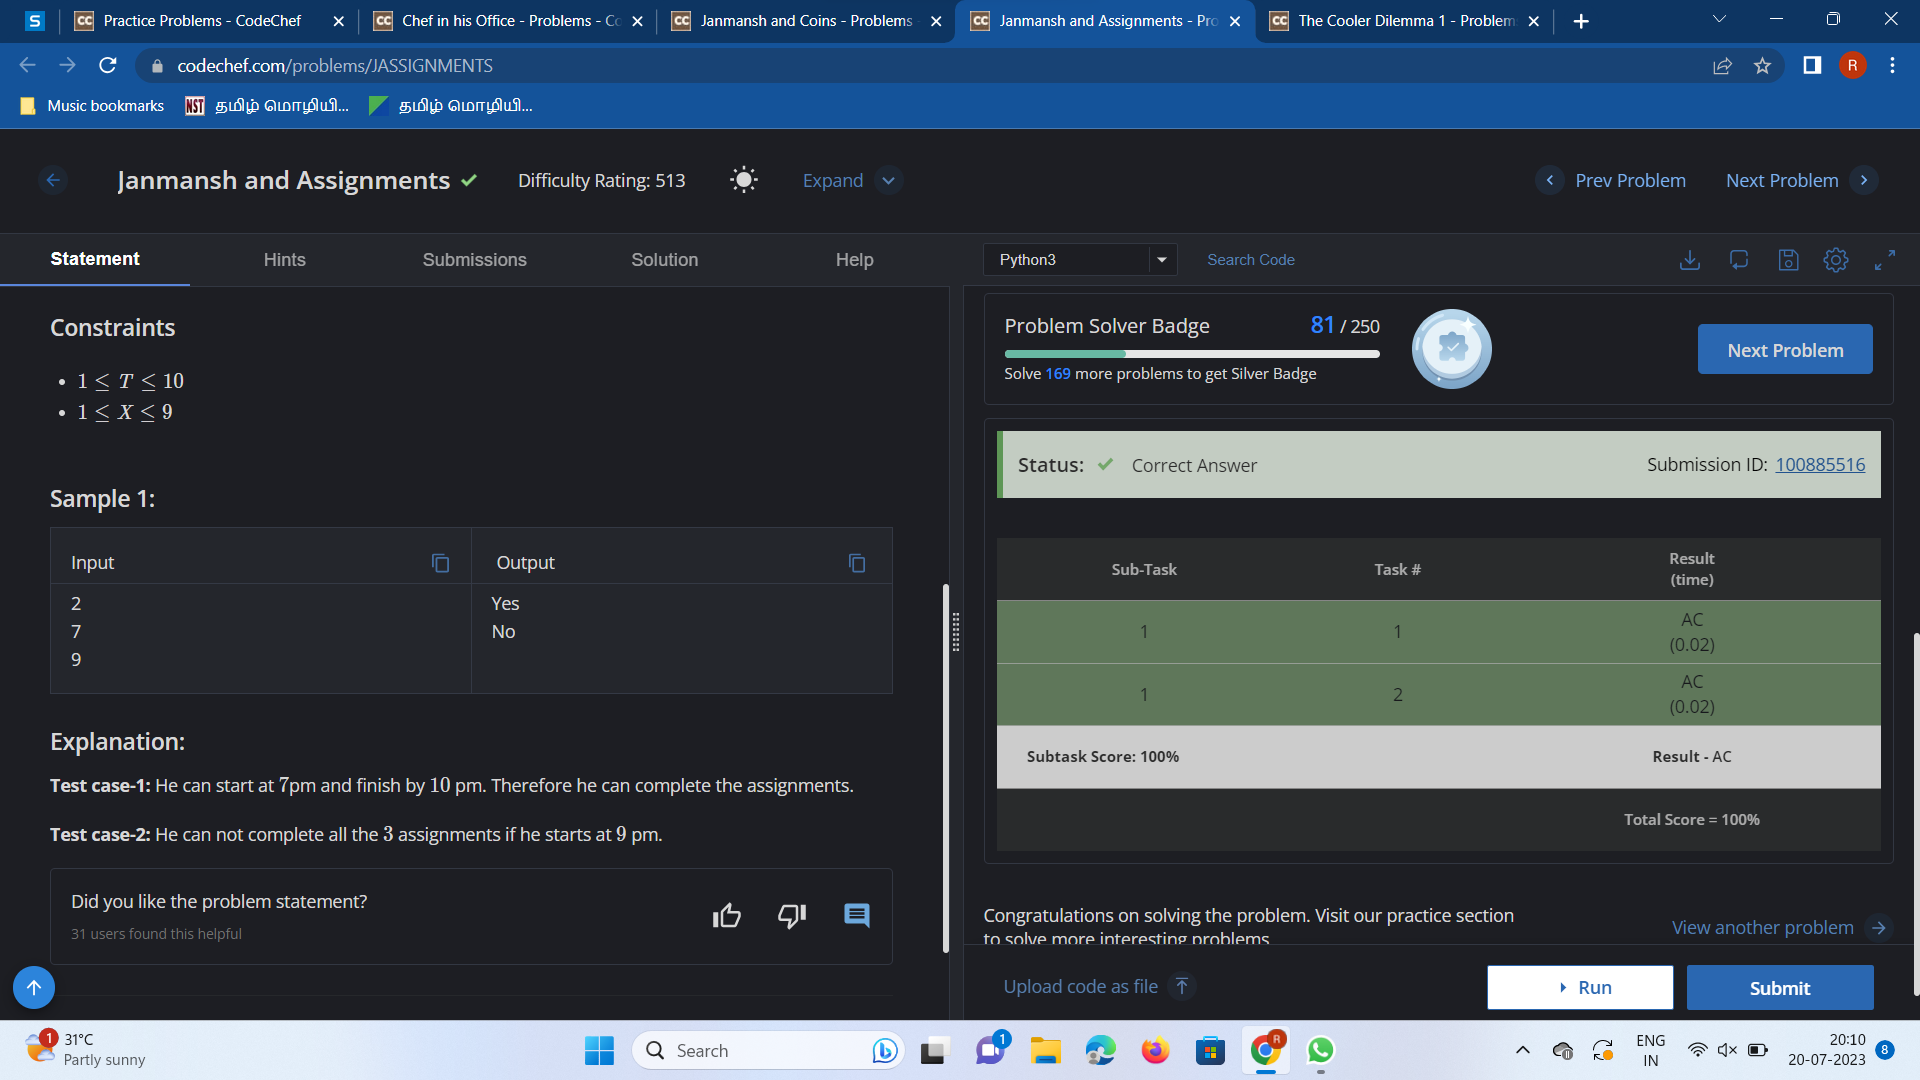 Practice Problems - CodeChef
Chef in his Office - Problems - Co
Janmansh and Coins - Problems
Janmansh and Assignments - Pro
The Cooler Dilemma 1 - Problem
codechef.com/problems/JASSIGNMENTS
R
Music bookmarks
NST
தமிழ் மொழியி...
தமிழ் மொழியி...
Janmansh and Assignments
Difficulty Rating: 513
Expand
Prev Problem
Next Problem
Statement
Hints
Submissions
Solution
Help
Python3
Search Code
Constraints
• 1 ≤ T ≤ 10
• 1 ≤ X ≤ 9
Sample 1:
Input
Output
2
7
9
Yes
No
Explanation:
Test case-1: He can start at 7pm and finish by 10 pm. Therefore he can complete the assignments.
Test case-2: He can not complete all the 3 assignments if he starts at 9 pm.
Did you like the problem statement?
31 users found this helpful
Problem Solver Badge
81 / 250
Solve 169 more problems to get Silver Badge
Next Problem
Status:
Correct Answer
Submission ID: 100885516
Sub-Task
Task #
Result
(time)
1
1
AC
(0.02)
1
2
AC
(0.02)
Subtask Score: 100%
Result - AC
Total Score = 100%
Congratulations on solving the problem. Visit our practice section
to solve more interesting problems
View another problem
Upload code as file
Run
Submit
1
31°C
Partly sunny
Search
1
R
ENG
IN
20:10
20-07-2023
8